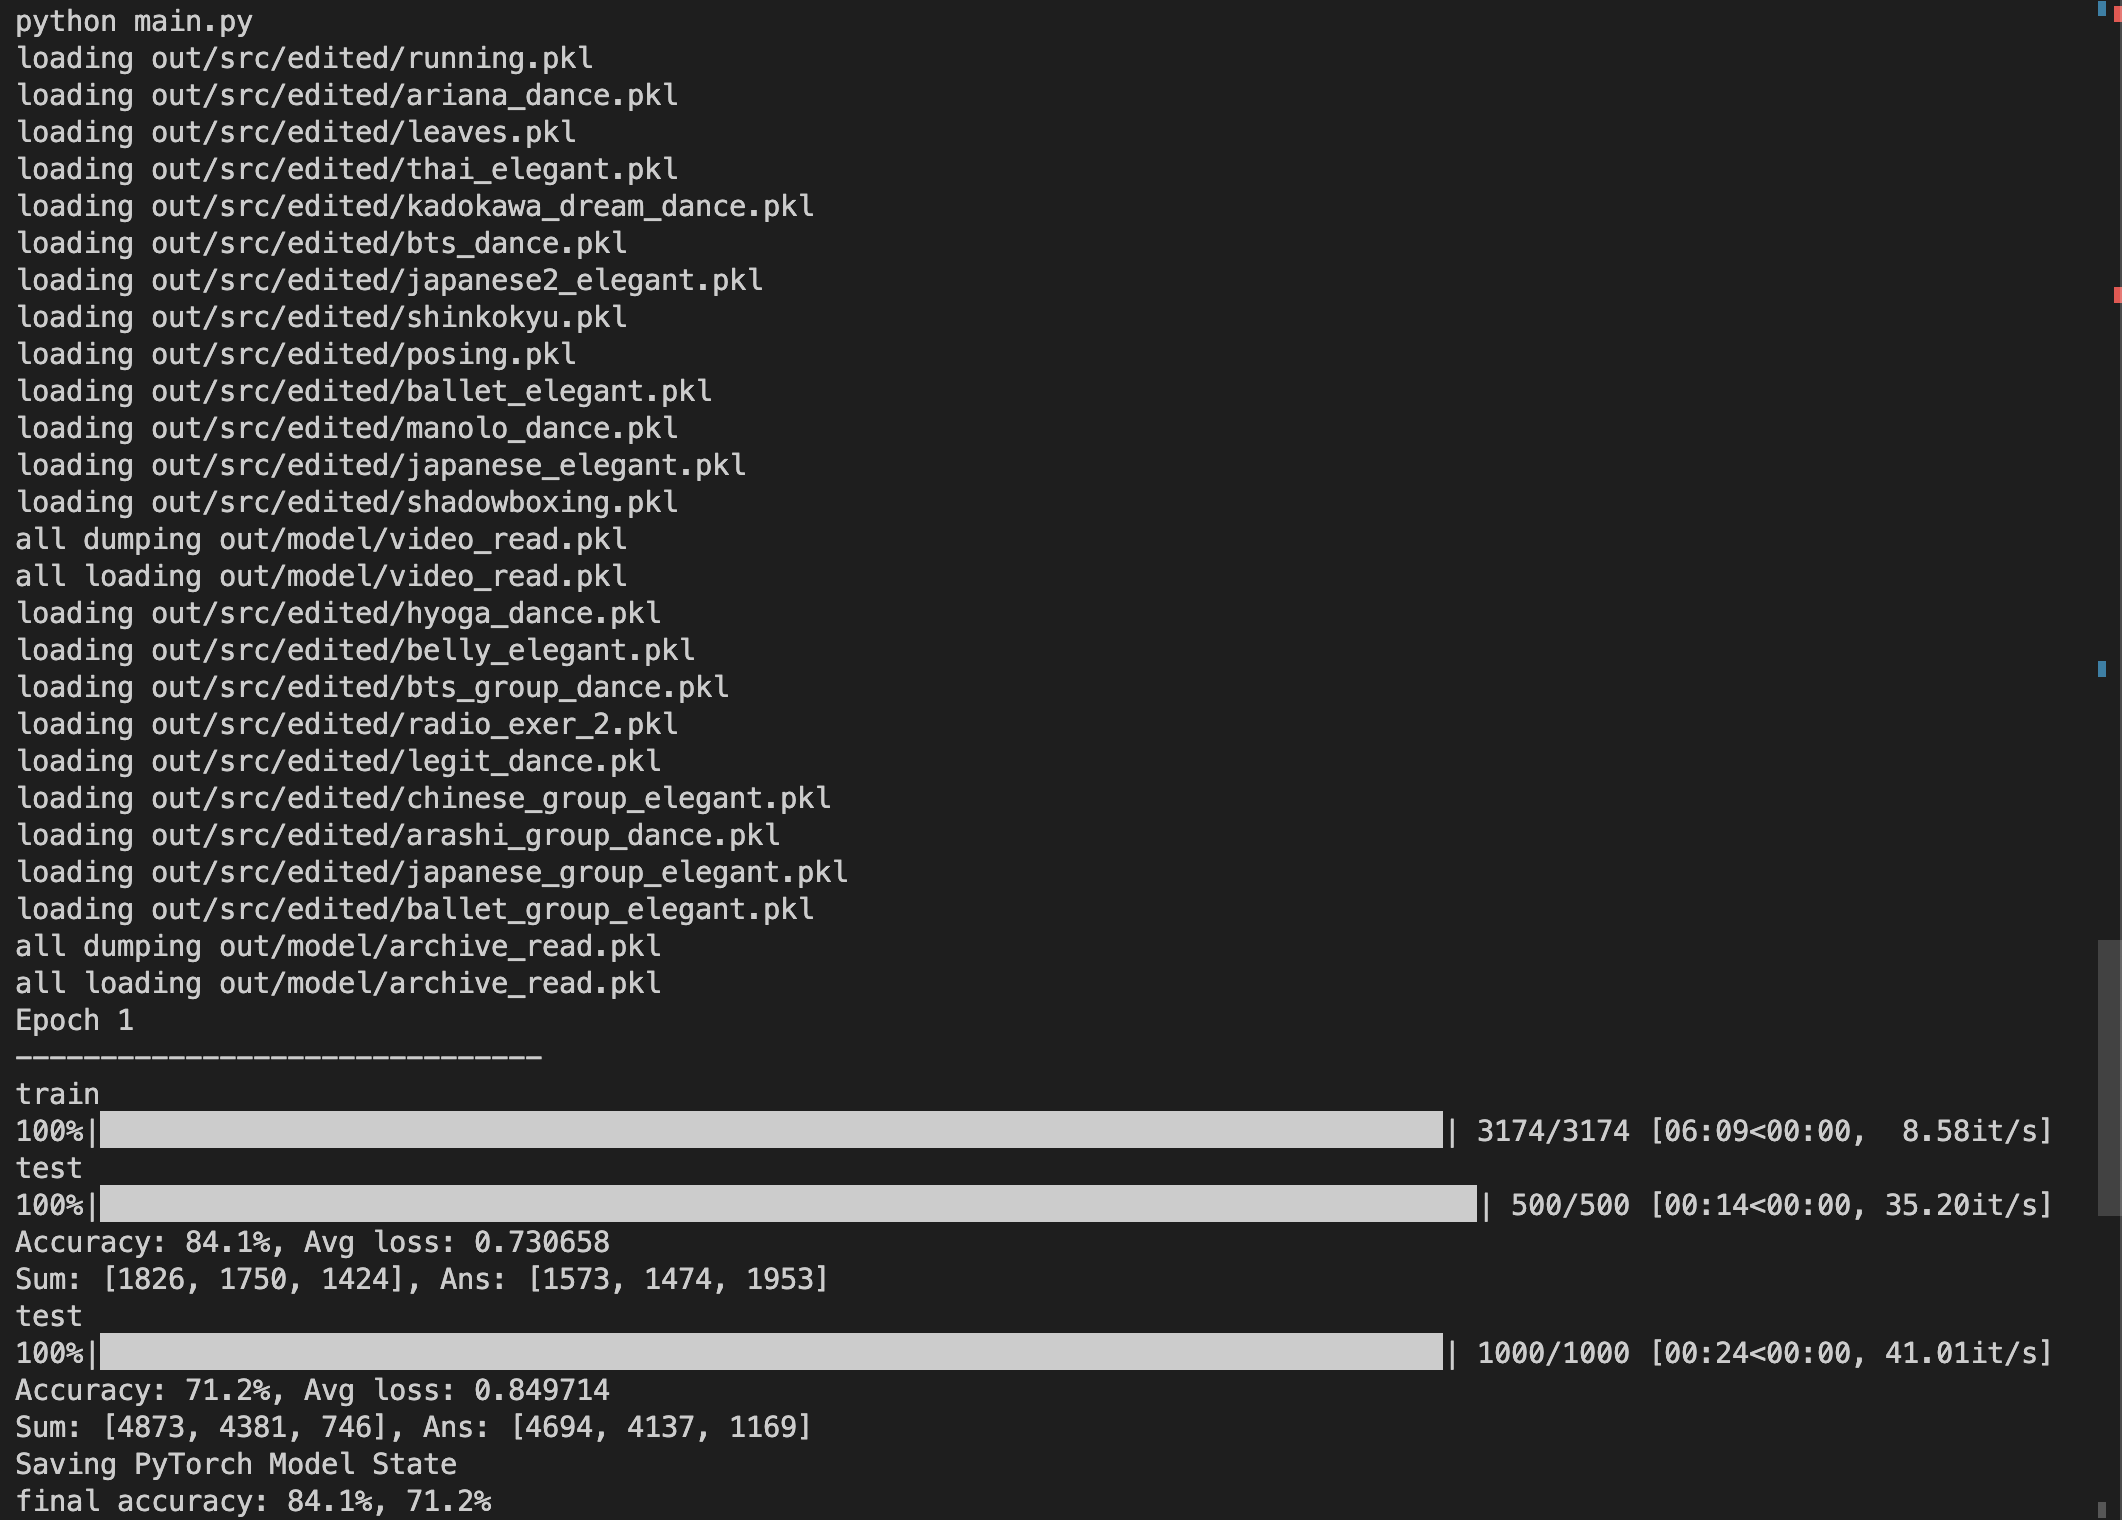 python main.py
loading out/src/edited/running.pkl
loading out/src/edited/ariana_dance.pkl
loading out/src/edited/leaves.pkl
loading out/src/edited/thai_elegant.pkl
loading out/src/edited/kadokawa_dream_dance.pkl
loading out/src/edited/bts_dance.pkl
loading out/src/edited/japanese2_elegant.pkl
loading out/src/edited/shinkokyu.pkl
loading out/src/edited/posing.pkl
loading out/src/edited/ballet_elegant.pkl
loading out/src/edited/manolo_dance.pkl
loading out/src/edited/japanese_elegant.pkl
loading out/src/edited/shadowboxing.pkl
all dumping out/model/video_read.pkl
all loading out/model/video_read.pkl
loading out/src/edited/hyoga_dance.pkl
loading out/src/edited/belly_elegant.pkl
loading out/src/edited/bts_group_dance.pkl
loading out/src/edited/radio_exer_2.pkl
loading out/src/edited/legit_dance.pkl
loading out/src/edited/chinese_group_elegant.pkl
loading out/src/edited/arashi_group_dance.pkl
loading out/src/edited/japanese_group_elegant.pkl
loading out/src/edited/ballet_group_elegant.pkl
all dumping out/model/archive_read.pkl
all loading out/model/archive_read.pkl
Epoch 1
-------------------------------
train
100%| | 3174/3174 [06:09<00:00,  8.58it/s]
test
100%| | 500/500 [00:14<00:00, 35.20it/s]
Accuracy: 84.1%, Avg loss: 0.730658
Sum: [1826, 1750, 1424], Ans: [1573, 1474, 1953]
test
100%| | 1000/1000 [00:24<00:00, 41.01it/s]
Accuracy: 71.2%, Avg loss: 0.849714
Sum: [4873, 4381, 746], Ans: [4694, 4137, 1169]
Saving PyTorch Model State
final accuracy: 84.1%, 71.2%